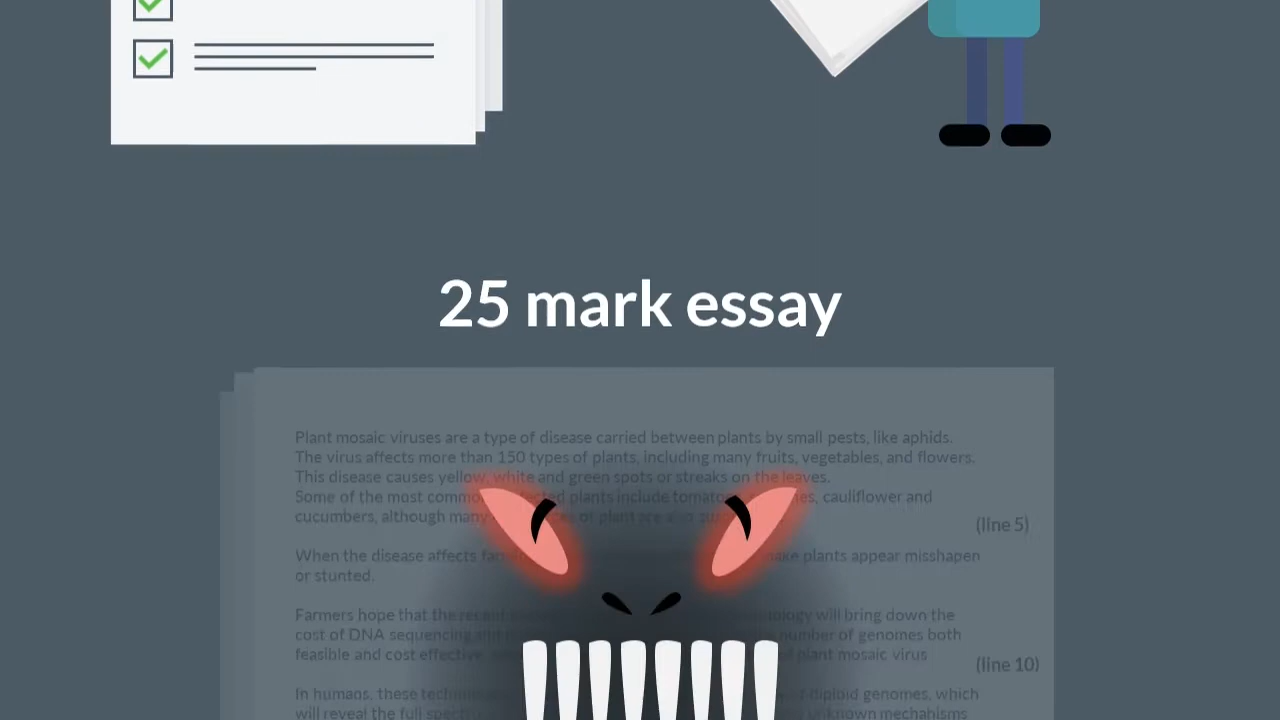 25 mark essay
Plant mosaic viruses are a type of disease carried between plants by small pests, like aphids.
The virus affects more than 150 types of plants, including many fruits, vegetables, and flowers.
This disease causes yellow, white and green spots or streaks on the leaves.
Some of the most common plants include cauliflower and
cucumbers, although many of plant are also
(line 5)
When the disease affects make plants appear misshapen
or stunted.
Farmers hope that the recent will bring down the
cost of DNA sequencing and number of genomes both
feasible and cost effective, plant mosaic virus
(line 10)
In humans, these of diploid genomes, which
will reveal the full unknown mechanisms